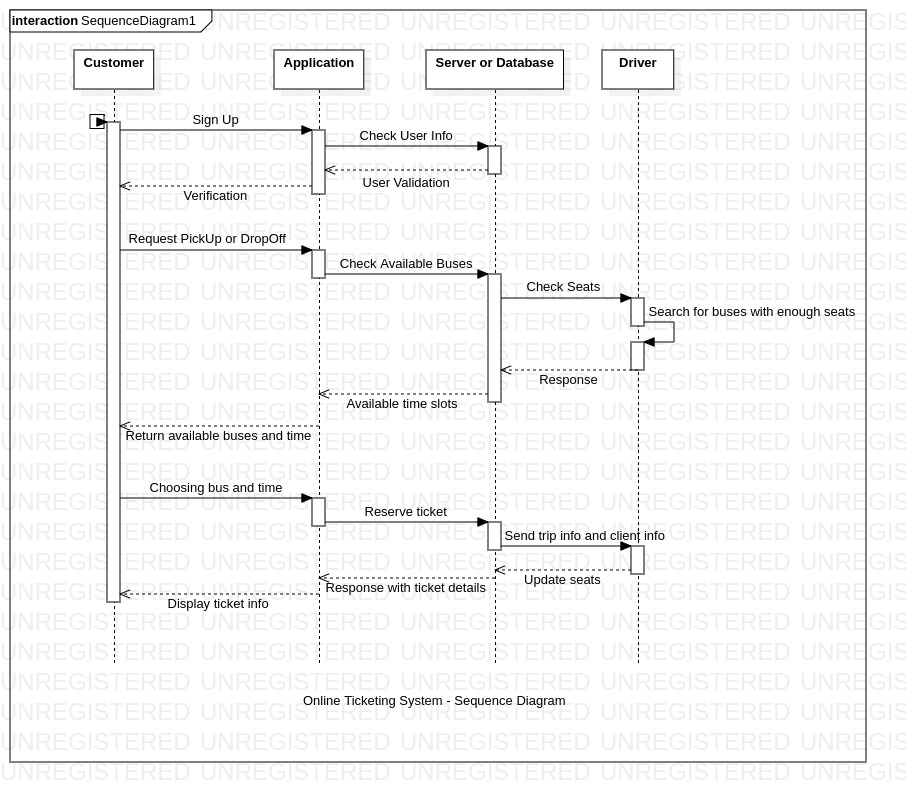 interaction SequenceDiagram1
Customer
Application
Server or Database
Driver
Sign Up
Check User Info
User Validation
Verification
Request PickUp or DropOff
Check Available Buses
Check Seats
Search for buses with enough seats
Response
Available time slots
Return available buses and time
Choosing bus and time
Reserve ticket
Send trip info and client info
Update seats
Response with ticket details
Display ticket info
Online Ticketing System - Sequence Diagram
UNREGISTERED UNREGISTERED UNREGISTERED UNREGISTERED UNREGIS